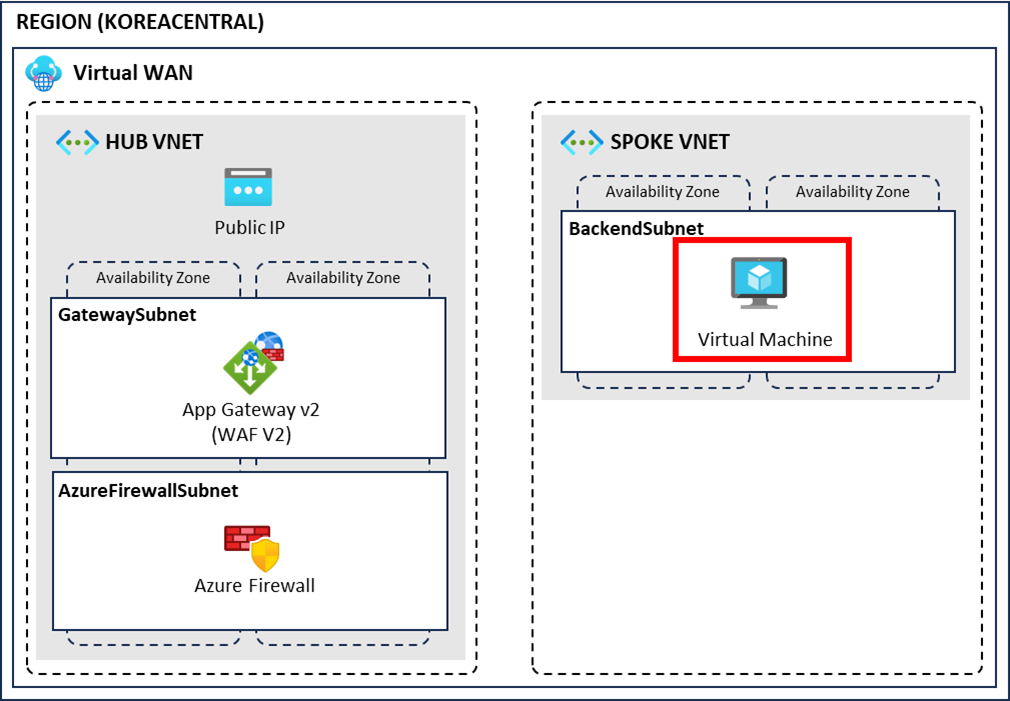 REGION (KOREACENTRAL)
Virtual WAN
HUB VNET
Public IP
Availability Zone
Availability Zone
GatewaySubnet
App Gateway v2
(WAF V2)
AzureFirewallSubnet
Azure Firewall
SPOKE VNET
Availability Zone
Availability Zone
BackendSubnet
Virtual Machine